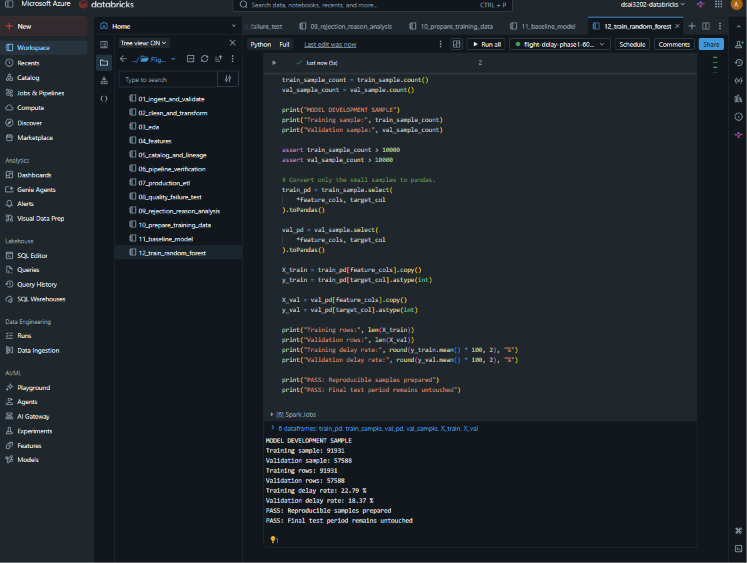 Microsoft Azure databricks
Search data, notebooks, recents, and more...
CTRL + P
dsai3202-databricks
A
New
Workspace
Recents
Catalog
Jobs & Pipelines
Compute
Discover
Marketplace
Analytics
Dashboards
Genie Agents
Alerts
Visual Data Prep
Lakehouse
SQL Editor
Queries
Query History
SQL Warehouses
Data Engineering
Runs
Data Ingestion
AI/ML
Playground
Agents
AI Gateway
Experiments
Features
Models
Home
Tree view: ON
Type to search
01_ingest_and_validate
02_clean_and_transform
03_eda
04_features
05_catalog_and_lineage
06_pipeline_verification
07_production_etl
08_quality_failure_test
09_rejection_reason_analysis
10_prepare_training_data
11_baseline_model
12_train_random_forest
_failure_test
09_rejection_reason_analysis
10_prepare_training_data
11_baseline_model
12_train_random_forest
Python Full Last edit was now
Run all
flight-delay-phase1-60...
Schedule
Comments
Share
Just now (5s)
2
train_sample_count = train_sample.count()
val_sample_count = val_sample.count()
print("MODEL DEVELOPMENT SAMPLE")
print("Training sample:", train_sample_count)
print("Validation sample:", val_sample_count)
assert train_sample_count > 10000
assert val_sample_count > 10000
# Convert only the small samples to pandas.
train_pd = train_sample.select(
*feature_cols, target_col
).toPandas()
val_pd = val_sample.select(
*feature_cols, target_col
).toPandas()
X_train = train_pd[feature_cols].copy()
y_train = train_pd[target_col].astype(int)
X_val = val_pd[feature_cols].copy()
y_val = val_pd[target_col].astype(int)
print("Training rows:", len(X_train))
print("Validation rows:", len(X_val))
print("Training delay rate:", round(y_train.mean() * 100, 2), "%")
print("Validation delay rate:", round(y_val.mean() * 100, 2), "%")
print("PASS: Reproducible samples prepared")
print("PASS: Final test period remains untouched")
(6) Spark Jobs
6 dataframes: train_pd, train_sample, val_pd, val_sample, X_train, X_val
MODEL DEVELOPMENT SAMPLE
Training sample: 91931
Validation sample: 57588
Training rows: 91931
Validation rows: 57588
Training delay rate: 22.79 %
Validation delay rate: 18.37 %
PASS: Reproducible samples prepared
PASS: Final test period remains untouched
1